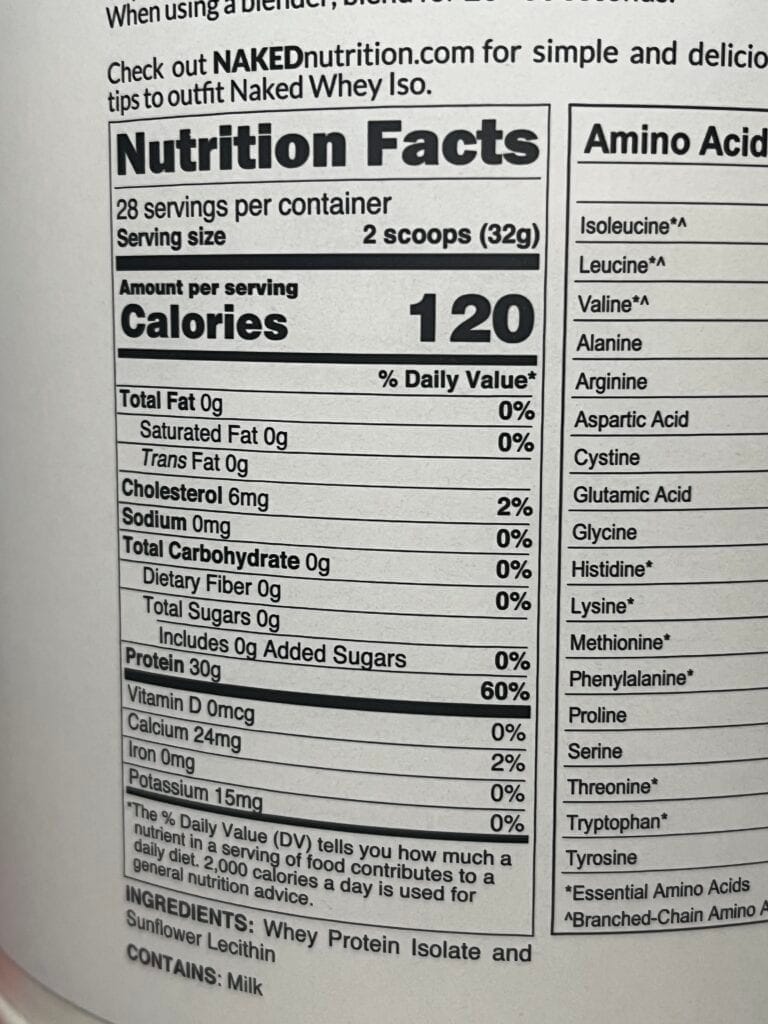 When using a blender, blend for
Check out NAKEDnutrition.com for simple and delicio
tips to outfit Naked Whey Iso.
Nutrition Facts
28 servings per container
Serving size 2 scoops (32g)
Amount per serving
Calories 120
% Daily Value*
Total Fat 0g 0%
Saturated Fat 0g 0%
Trans Fat 0g
Cholesterol 6mg 2%
Sodium 0mg 0%
Total Carbohydrate 0g 0%
Dietary Fiber 0g 0%
Total Sugars 0g
Includes 0g Added Sugars 0%
Protein 30g 60%
Vitamin D 0mcg 0%
Calcium 24mg 2%
Iron 0mg 0%
Potassium 15mg 0%
*The % Daily Value (DV) tells you how much a
nutrient in a serving of food contributes to a
daily diet. 2,000 calories a day is used for
general nutrition advice.
INGREDIENTS: Whey Protein Isolate and
Sunflower Lecithin
CONTAINS: Milk
Amino Acid
Isoleucine*^
Leucine*^
Valine*^
Alanine
Arginine
Aspartic Acid
Cystine
Glutamic Acid
Glycine
Histidine*
Lysine*
Methionine*
Phenylalanine*
Proline
Serine
Threonine*
Tryptophan*
Tyrosine
*Essential Amino Acids
^Branched-Chain Amino A